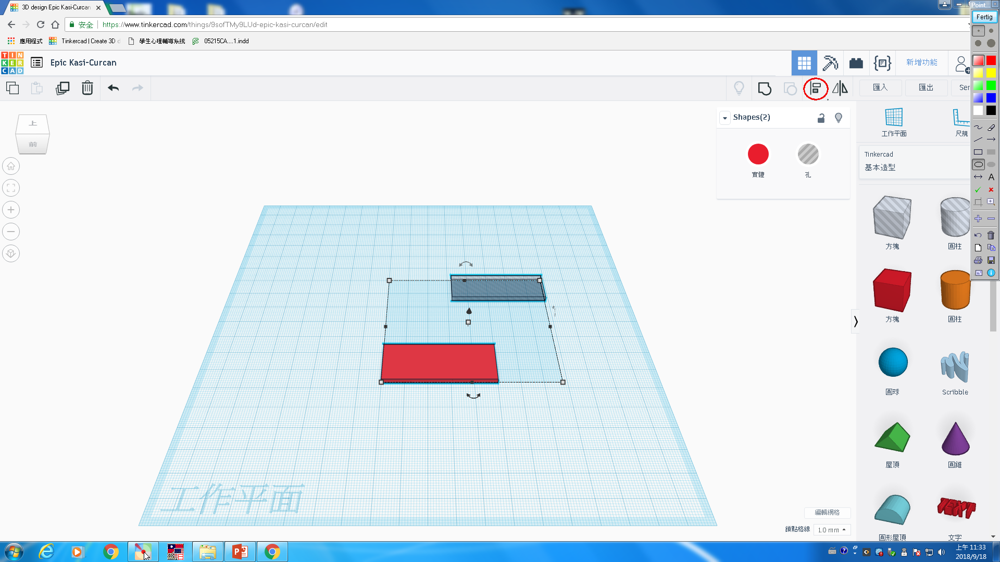 3D design Epic Kasi-Curcan
Point...
安全 https://www.tinkercad.com/things/9sofTMy9LUd-epic-kasi-curcan/edit
Fertig
應用程式 Tinkercad | Create 3D d 學生心理輔導系統 05215CA....1.indd
TIN
KER
CAD
Epic Kasi-Curcan
新增功能
匯入 匯出 Sen
上
前
Shapes(2)
實體 孔
工作平面 尺規
Tinkercad
基本造型
A
方塊 圓柱
方塊 圓柱
圓球 Scribble
屋頂 圓錐
TEXT
圓形屋頂 文字
工作平面
編輯網格
鎖點格線 1.0 mm
上午 11:33
2018/9/18